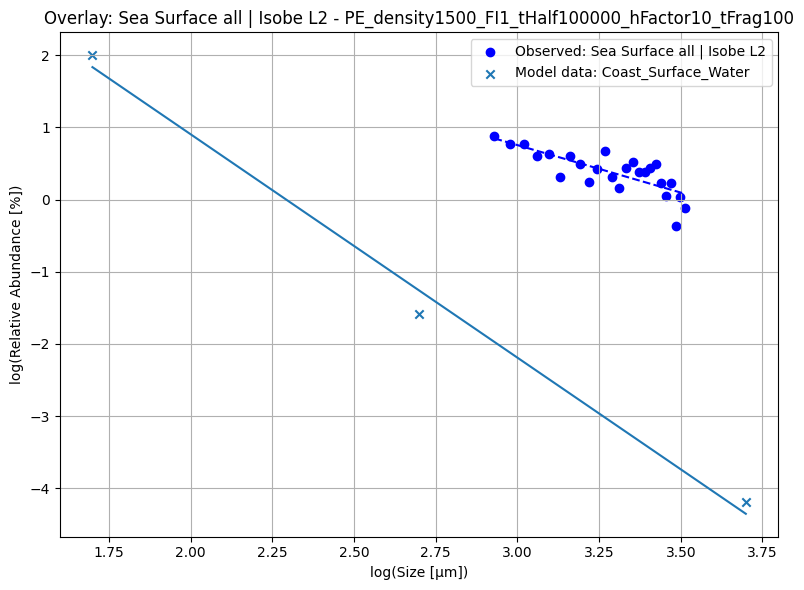 Overlay: Sea Surface all | Isobe L2 - PE_density1500_FI1_tHalf100000_hFactor10_tFrag100
Observed: Sea Surface all | Isobe L2
Model data: Coast_Surface_Water
log(Relative Abundance [%])
2
1
0
−1
−2
−3
−4
1.75 2.00 2.25 2.50 2.75 3.00 3.25 3.50 3.75
log(Size [µm])